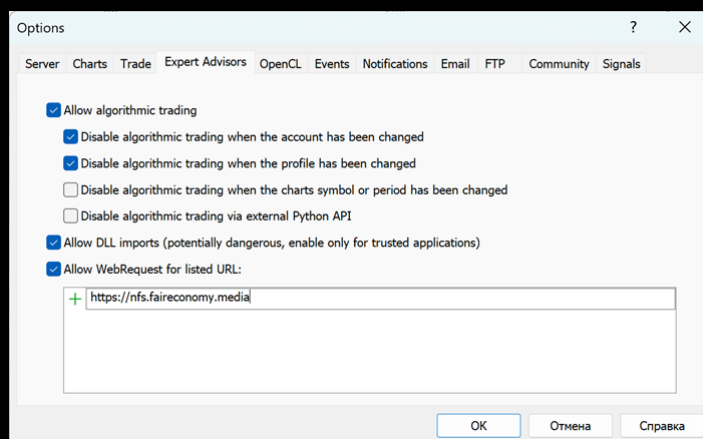 Options ?
Server Charts Trade Expert Advisors OpenCL Events Notifications Email FTP Community Signals
Allow algorithmic trading
Disable algorithmic trading when the account has been changed
Disable algorithmic trading when the profile has been changed
Disable algorithmic trading when the charts symbol or period has been changed
Disable algorithmic trading via external Python API
Allow DLL imports (potentially dangerous, enable only for trusted applications)
Allow WebRequest for listed URL:
https://nfs.faireconomy.media
OK Отмена Справка